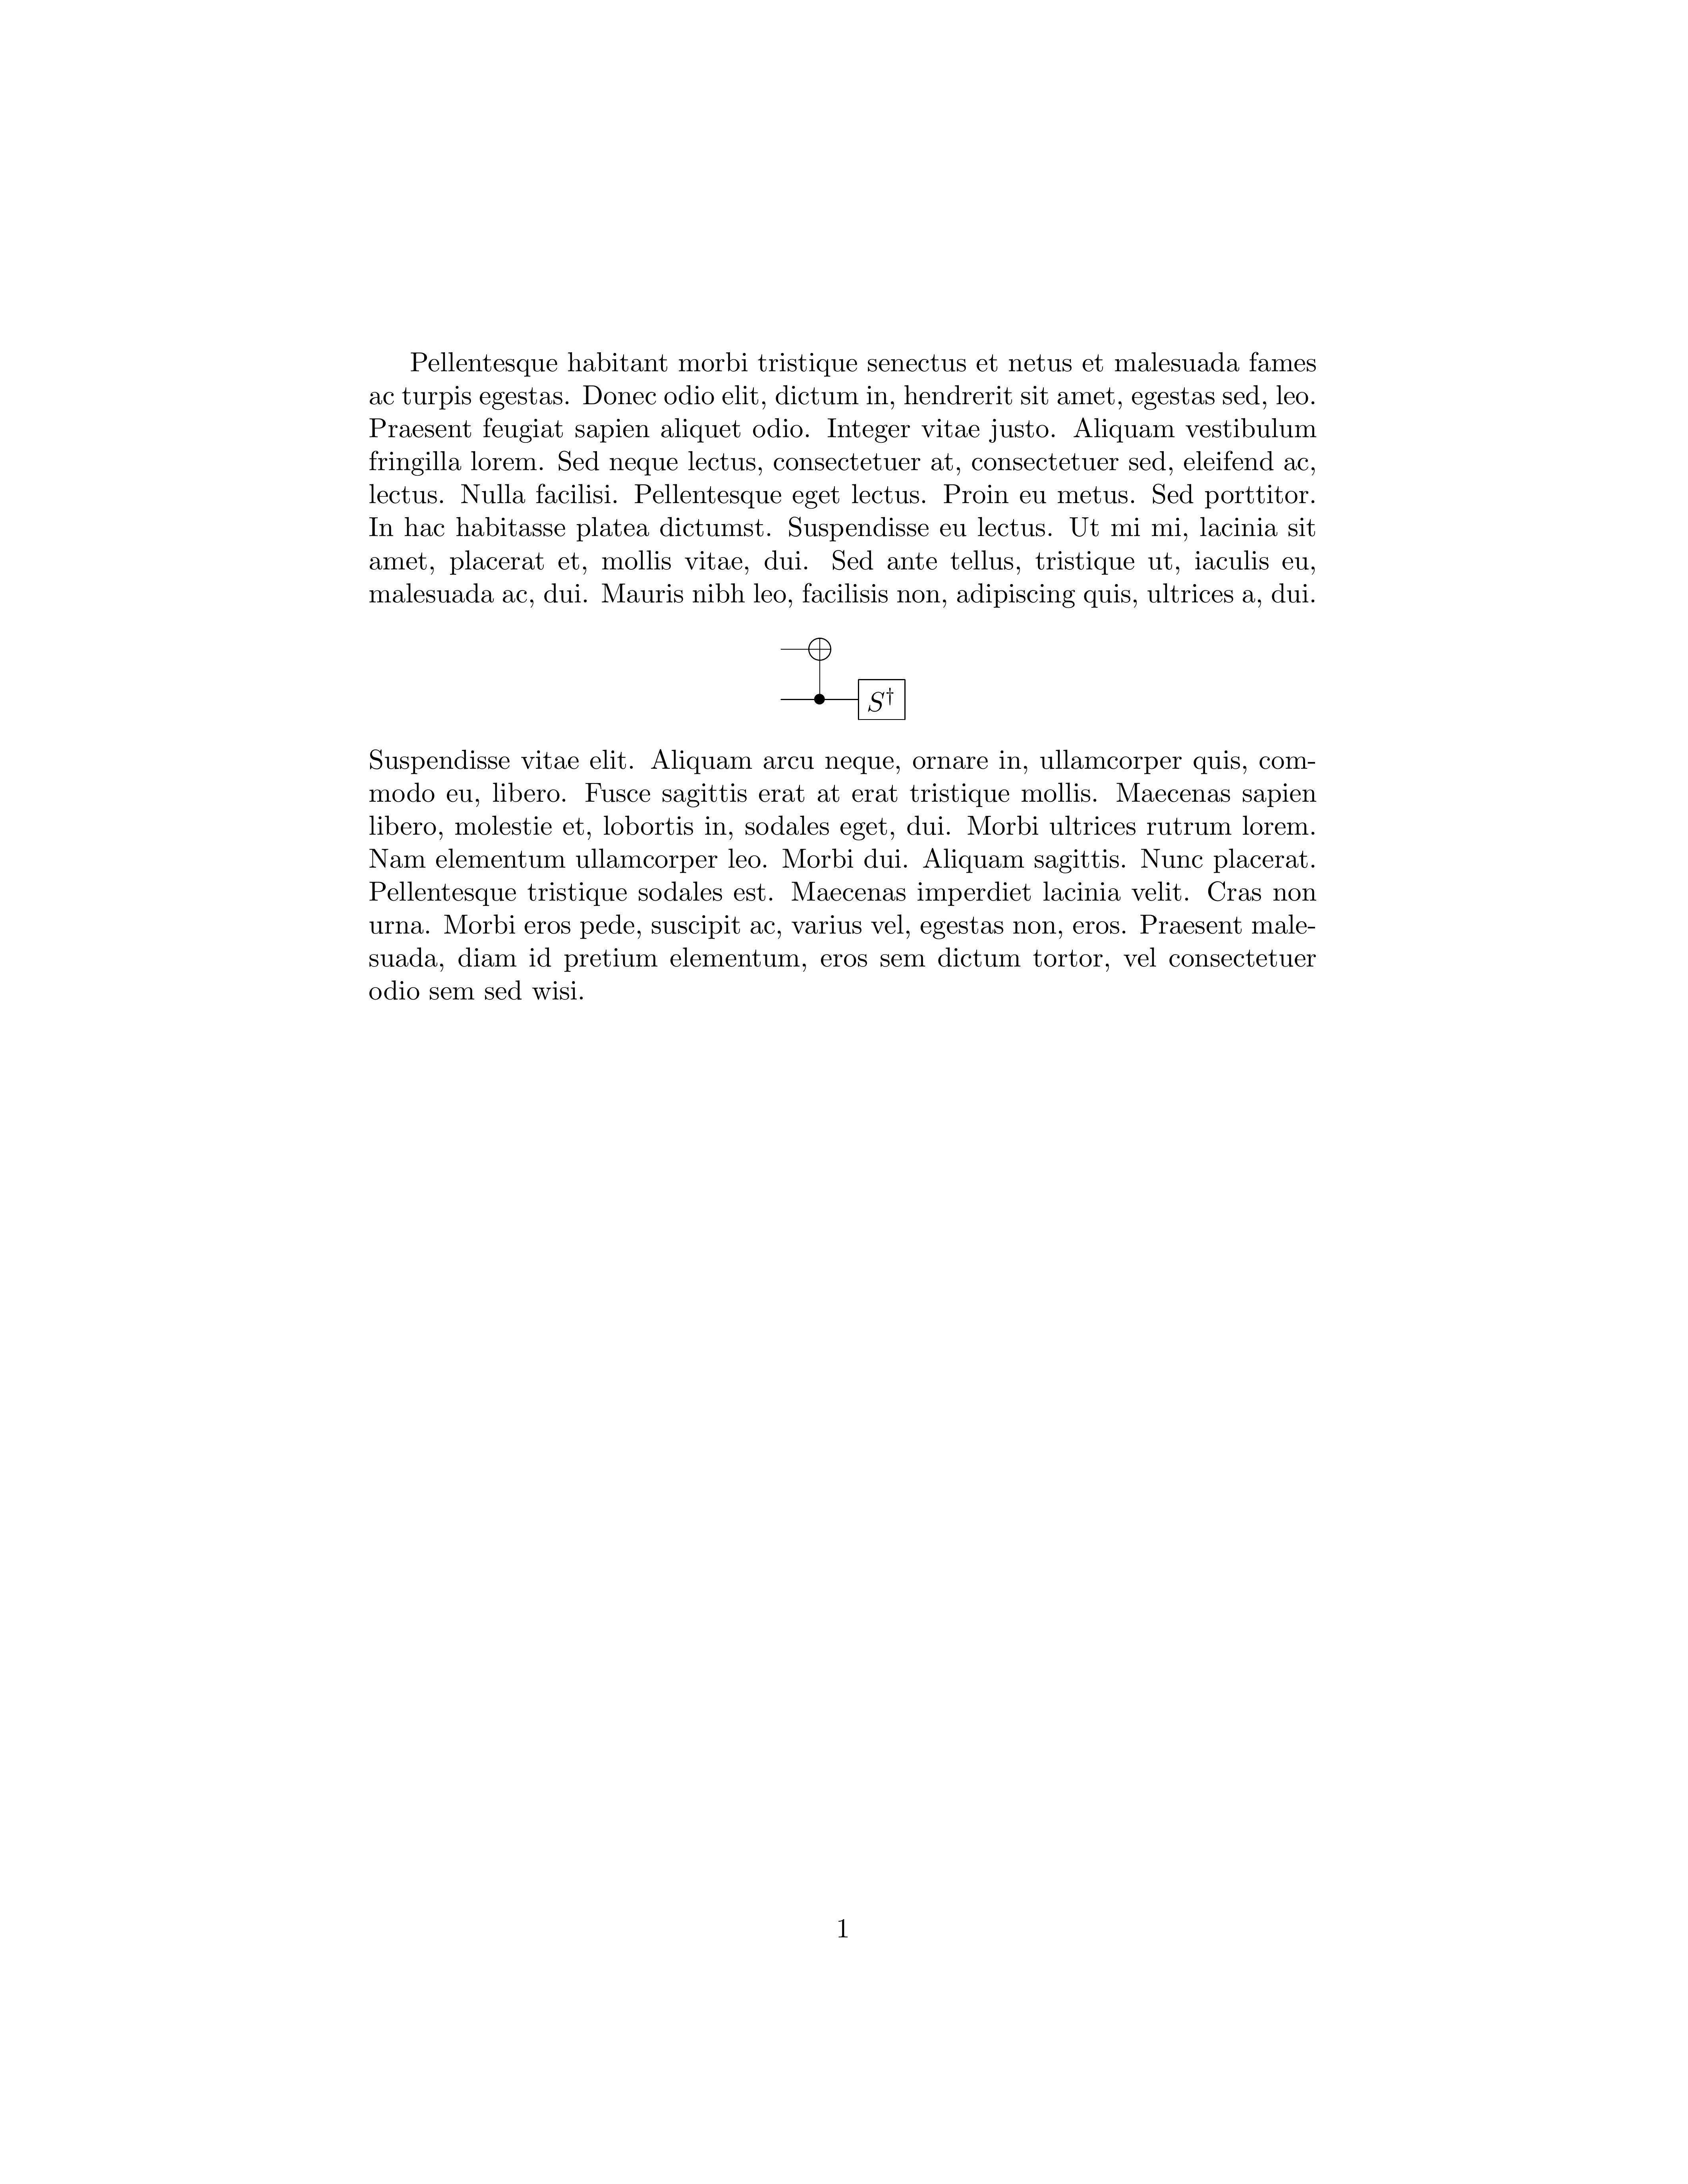 Pellentesque habitant morbi tristique senectus et netus et malesuada fames
ac turpis egestas. Donec odio elit, dictum in, hendrerit sit amet, egestas sed, leo.
Praesent feugiat sapien aliquet odio. Integer vitae justo. Aliquam vestibulum
fringilla lorem. Sed neque lectus, consectetuer at, consectetuer sed, eleifend ac,
lectus. Nulla facilisi. Pellentesque eget lectus. Proin eu metus. Sed porttitor.
In hac habitasse platea dictumst. Suspendisse eu lectus. Ut mi mi, lacinia sit
amet, placerat et, mollis vitae, dui. Sed ante tellus, tristique ut, iaculis eu,
malesuada ac, dui. Mauris nibh leo, facilisis non, adipiscing quis, ultrices a, dui.
S†
Suspendisse vitae elit. Aliquam arcu neque, ornare in, ullamcorper quis, com-
modo eu, libero. Fusce sagittis erat at erat tristique mollis. Maecenas sapien
libero, molestie et, lobortis in, sodales eget, dui. Morbi ultrices rutrum lorem.
Nam elementum ullamcorper leo. Morbi dui. Aliquam sagittis. Nunc placerat.
Pellentesque tristique sodales est. Maecenas imperdiet lacinia velit. Cras non
urna. Morbi eros pede, suscipit ac, varius vel, egestas non, eros. Praesent male-
suada, diam id pretium elementum, eros sem dictum tortor, vel consectetuer
odio sem sed wisi.
1